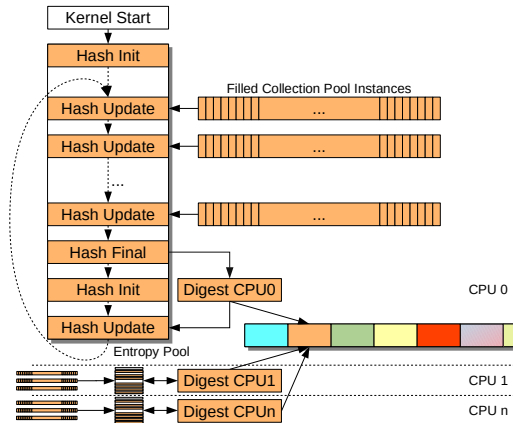 Kernel Start
Hash Init
Filled Collection Pool Instances
Hash Update
...
Hash Update
...
...
Hash Update
...
Hash Final
Hash Init
Digest CPU0
CPU 0
Hash Update
Entropy Pool
Digest CPU1
CPU 1
Digest CPUn
CPU n